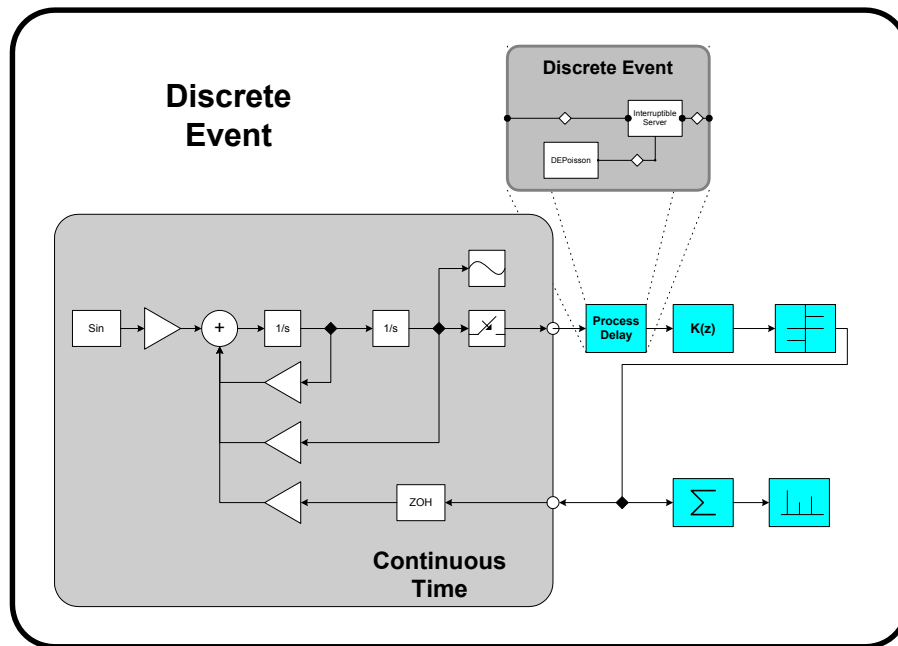 Discrete Event
Interruptible
Server
DEPoisson
Discrete
Event
Sin
+
1/s
1/s
Process
Delay
K(z)
ZOH
Σ
Continuous
Time